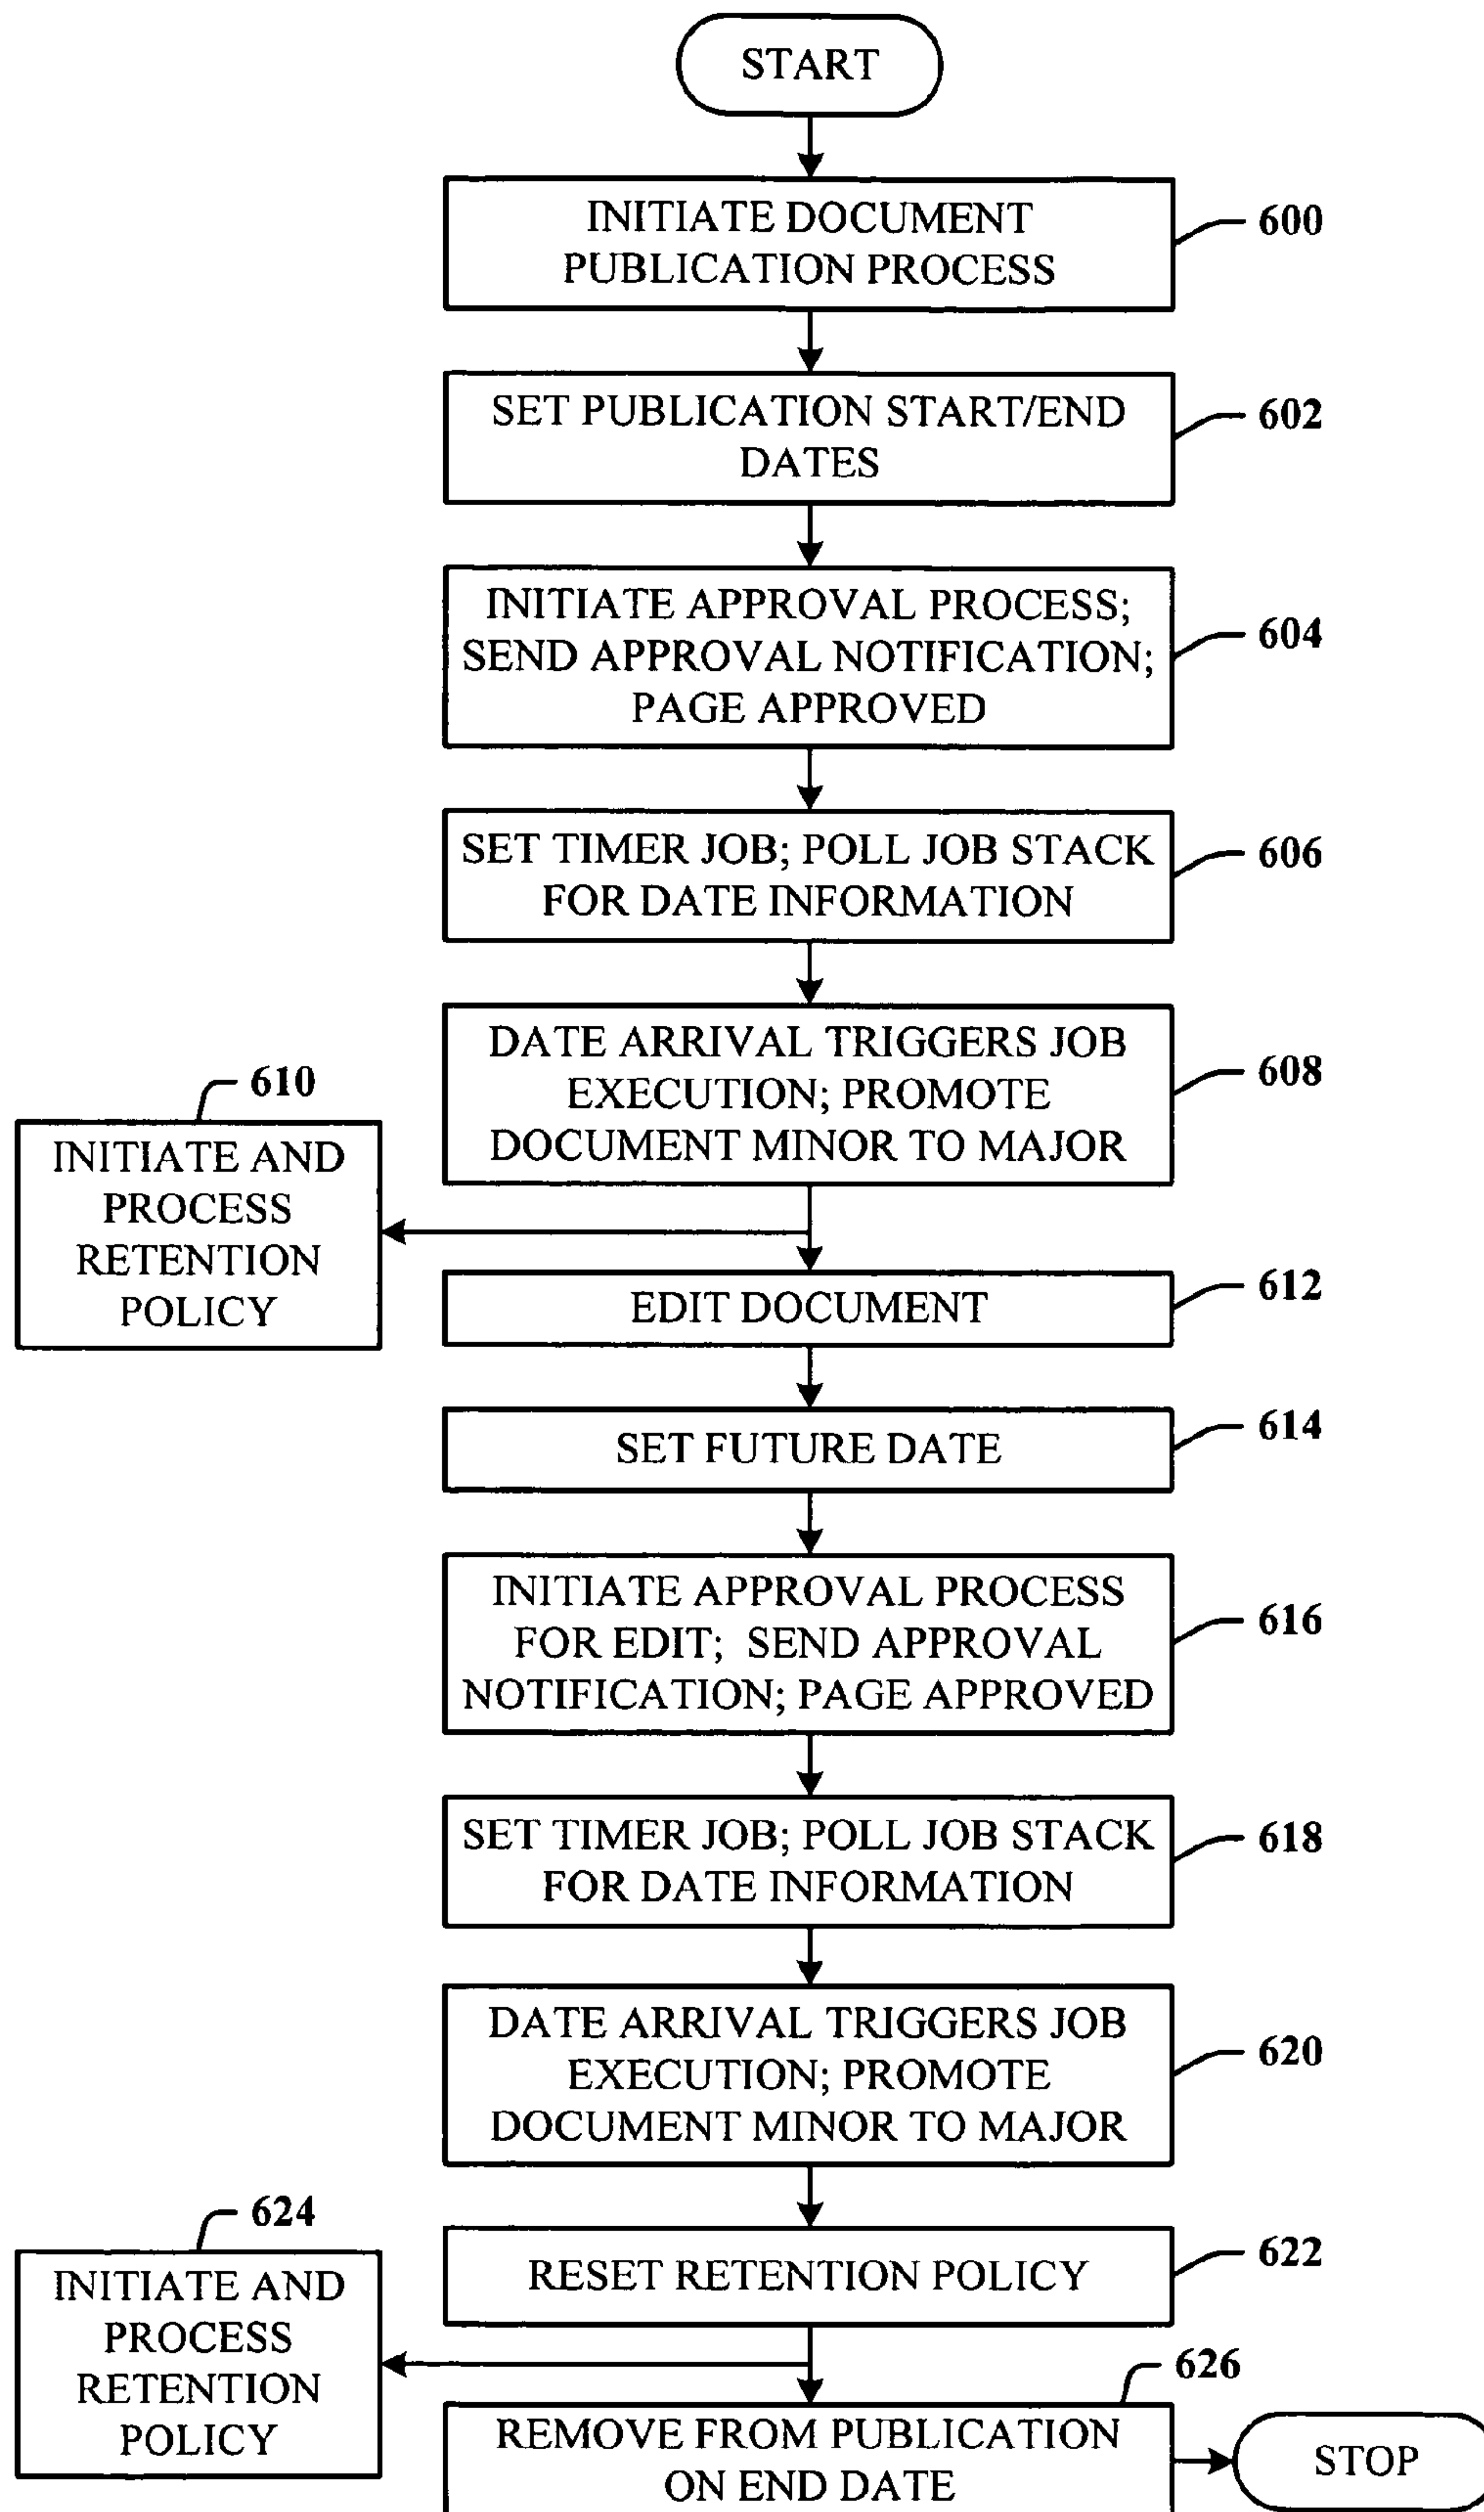 START
INITIATE DOCUMENT
PUBLICATION PROCESS
600
SET PUBLICATION START/END
DATES
602
INITIATE APPROVAL PROCESS;
SEND APPROVAL NOTIFICATION;
PAGE APPROVED
604
SET TIMER JOB; POLL JOB STACK
FOR DATE INFORMATION
606
DATE ARRIVAL TRIGGERS JOB
EXECUTION; PROMOTE
DOCUMENT MINOR TO MAJOR
608
610
INITIATE AND
PROCESS
RETENTION
POLICY
EDIT DOCUMENT
612
SET FUTURE DATE
614
INITIATE APPROVAL PROCESS
FOR EDIT; SEND APPROVAL
NOTIFICATION; PAGE APPROVED
616
SET TIMER JOB; POLL JOB STACK
FOR DATE INFORMATION
618
DATE ARRIVAL TRIGGERS JOB
EXECUTION; PROMOTE
DOCUMENT MINOR TO MAJOR
620
RESET RETENTION POLICY
622
624
INITIATE AND
PROCESS
RETENTION
POLICY
626
REMOVE FROM PUBLICATION
ON END DATE
STOP